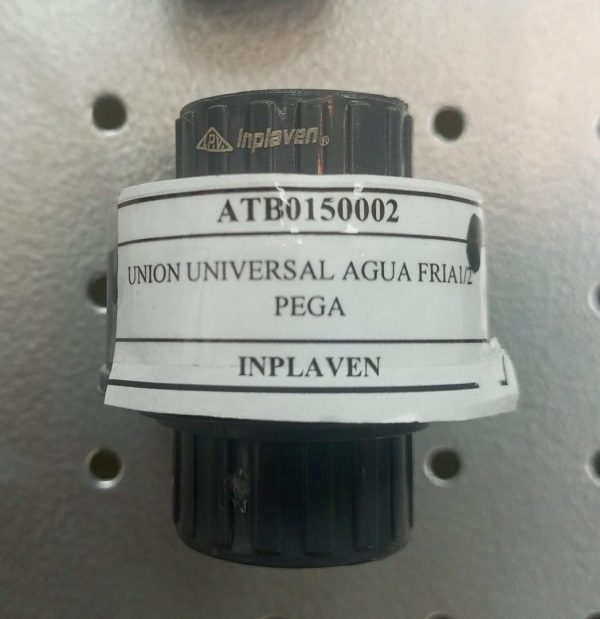 I.P.V. Inplaven®
ATB0150002
UNION UNIVERSAL AGUA FRIA1/2
PEGA
INPLAVEN